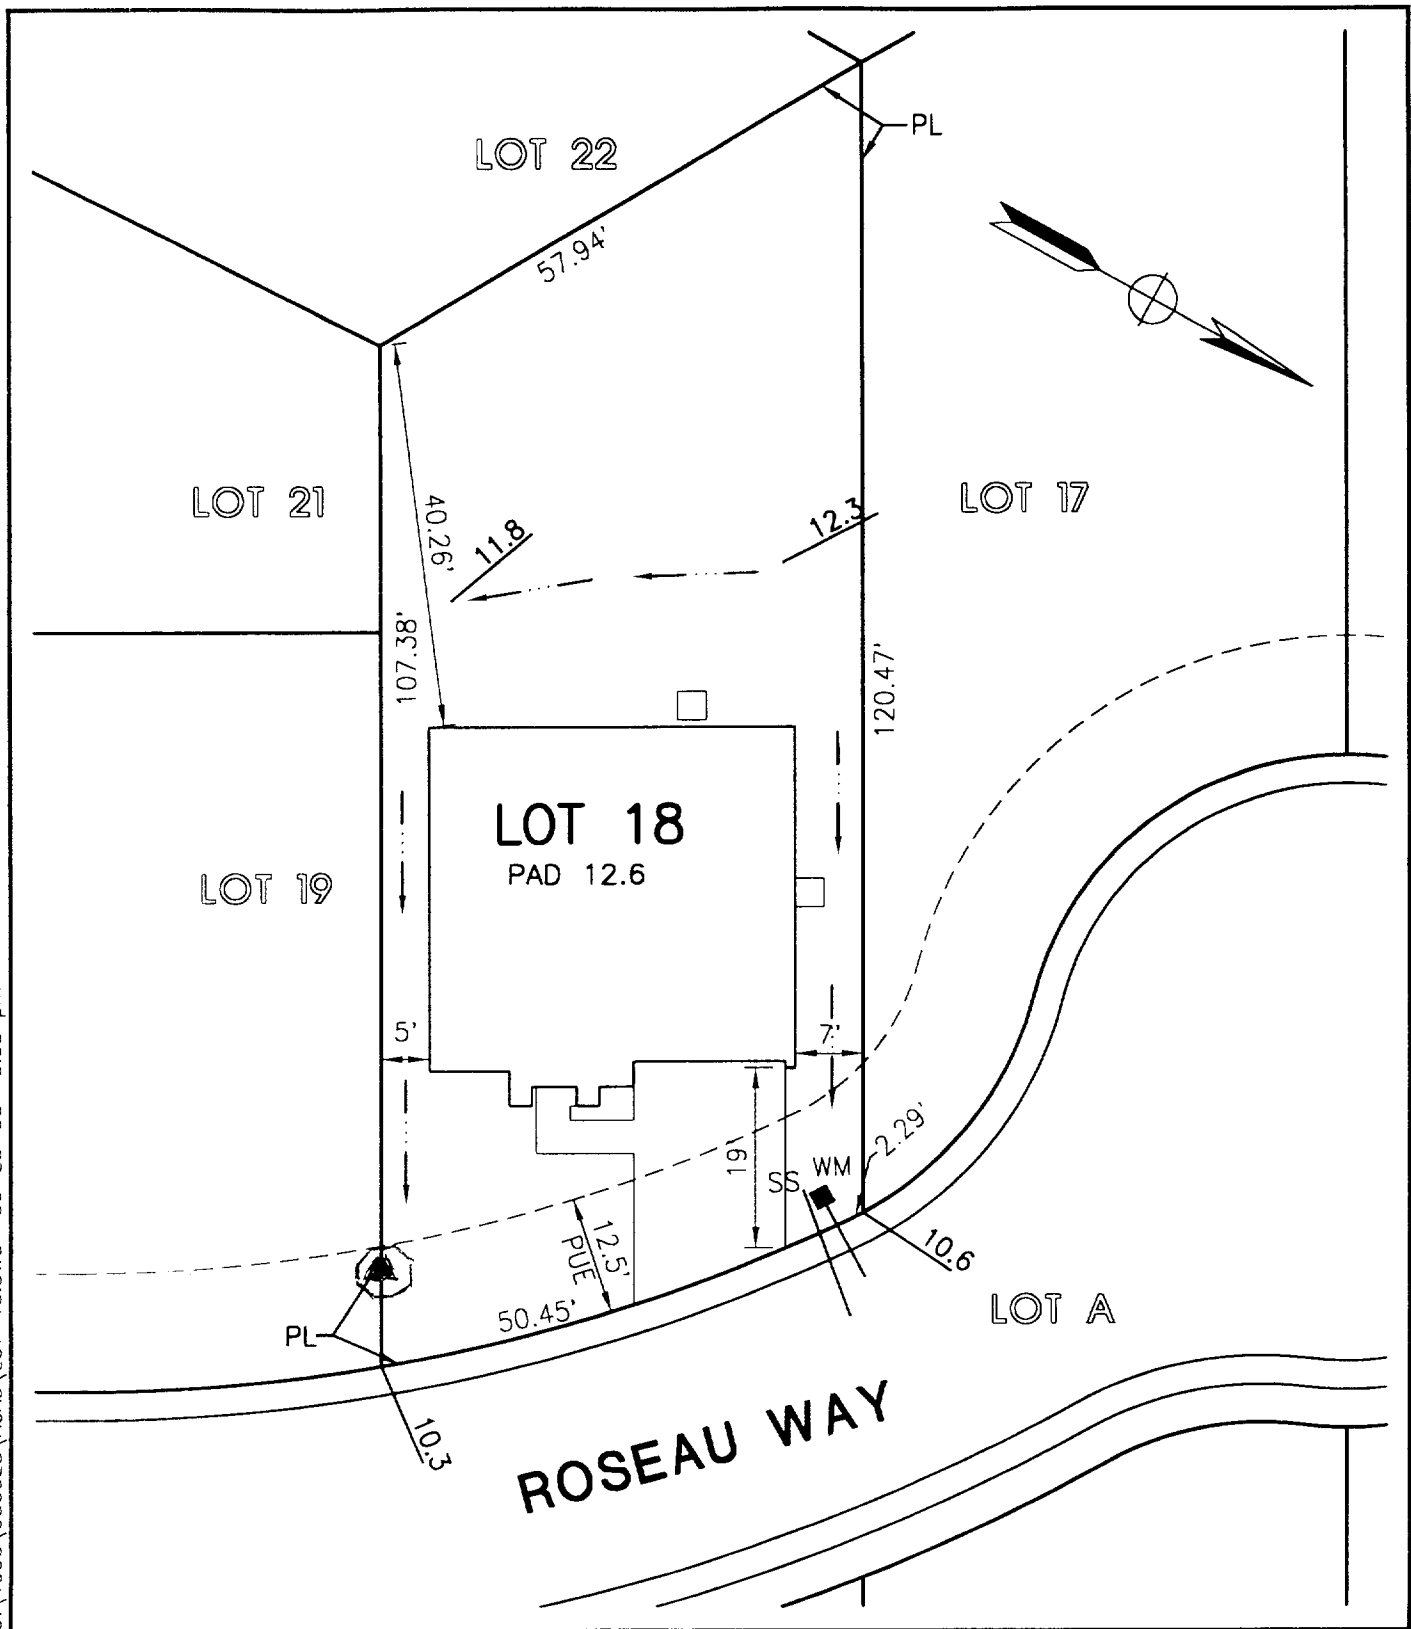 LOT 22
PL
57.94'
LOT 21
40.26'
11.8
12.3
LOT 17
107.38'
120.47'
LOT 18
PAD 12.6
LOT 19
5'
7'
19'
SS
WM
2.29'
12.5'
PUE
50.45'
10.6
LOT A
PL
10.3
ROSEAU WAY